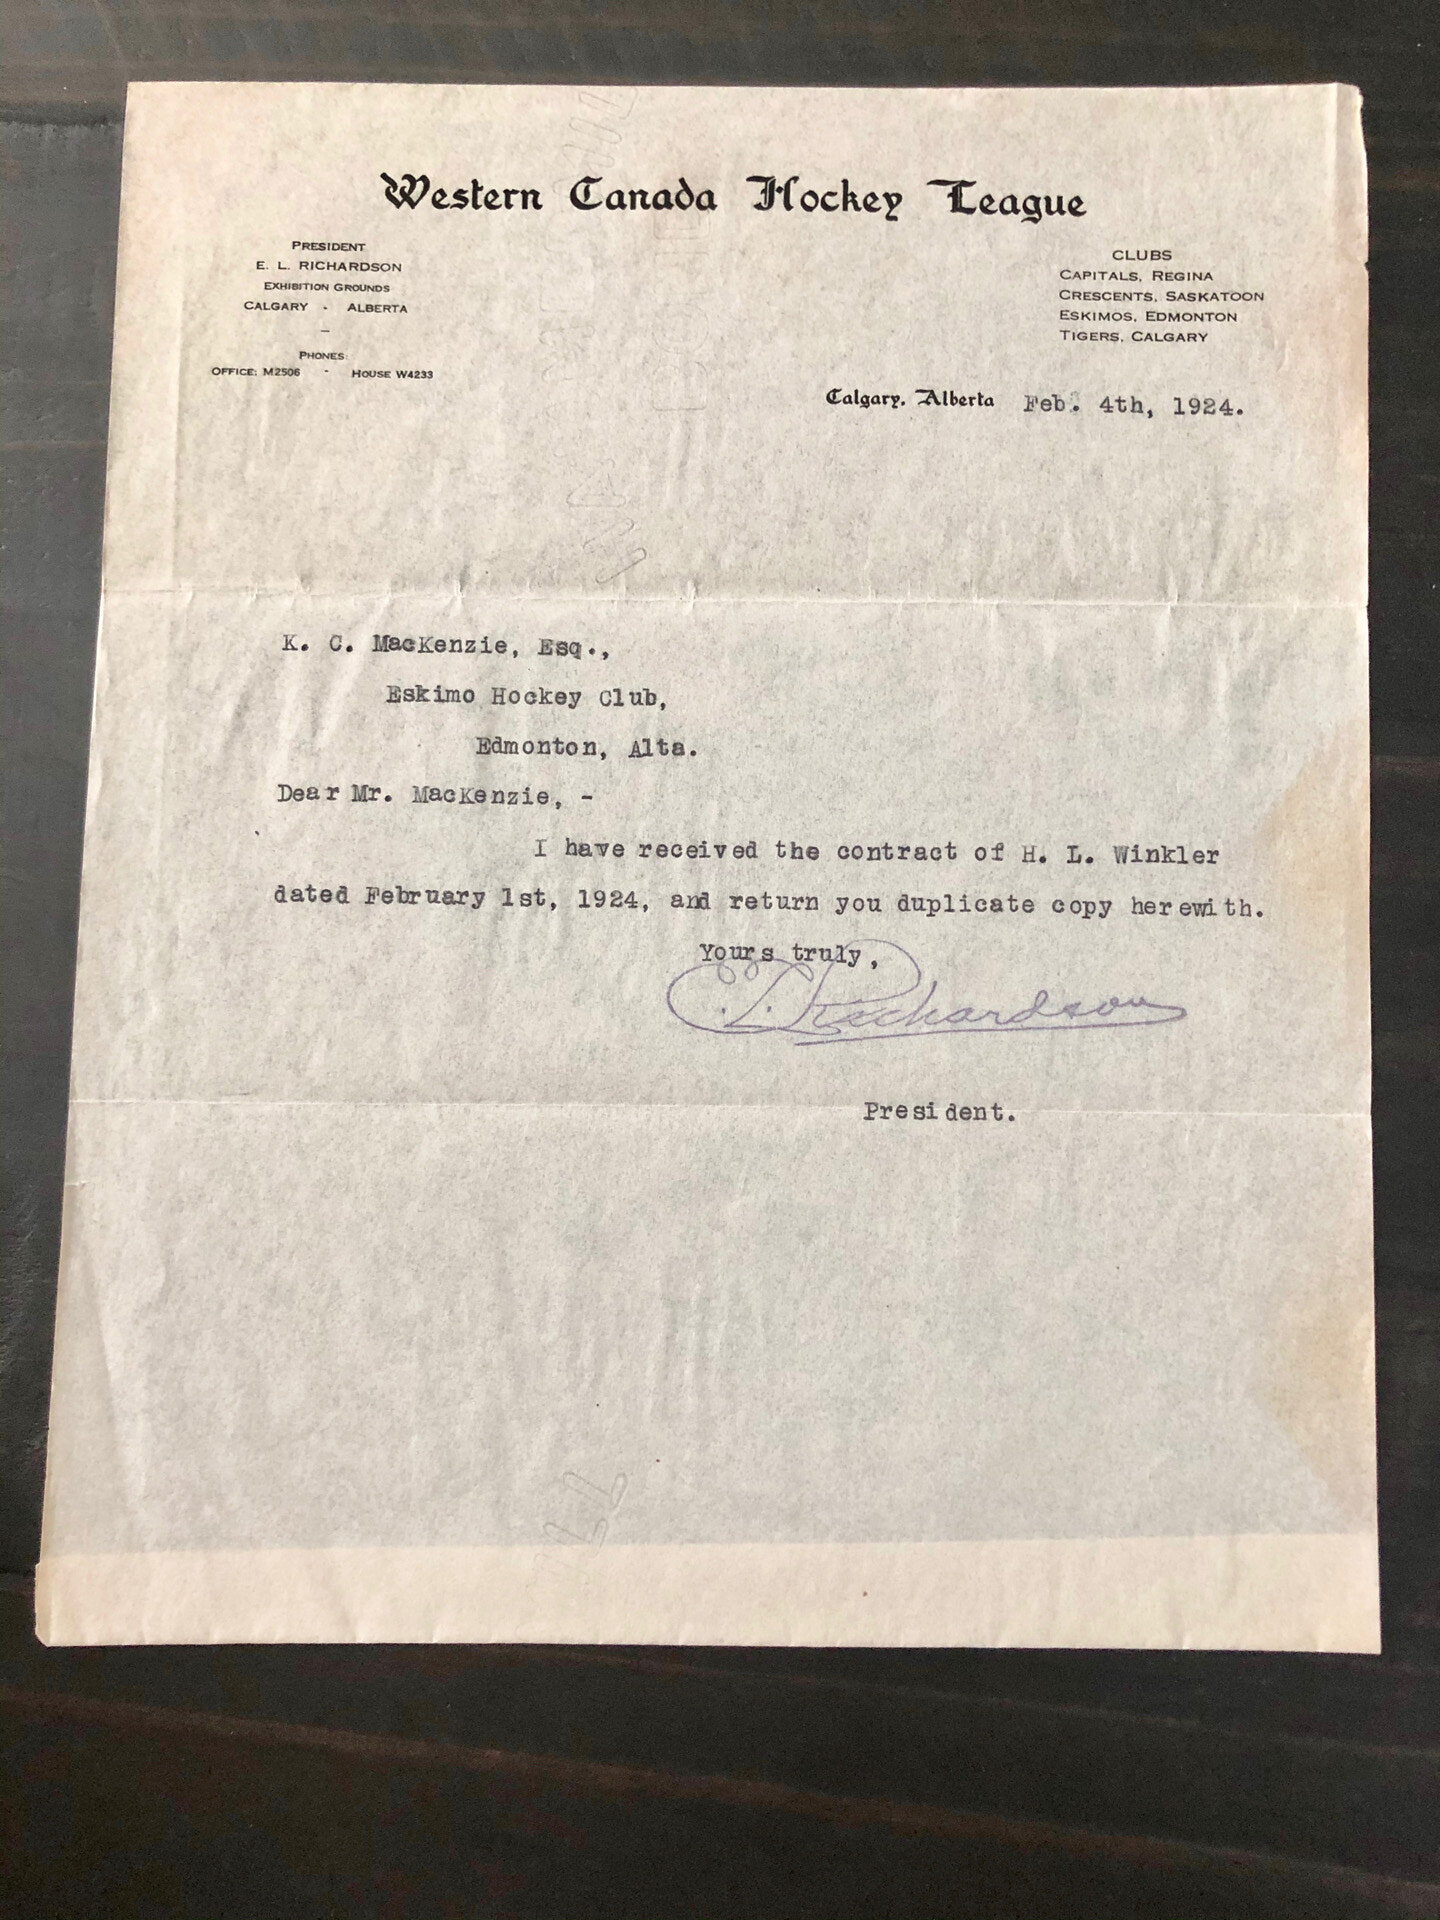 Western Canada Hockey League
PRESIDENT
E. L. RICHARDSON
EXHIBITION GROUNDS
CALGARY - ALBERTA
—
PHONES:
OFFICE: M2506 - HOUSE W4233
CLUBS
CAPITALS, REGINA
CRESCENTS, SASKATOON
ESKIMOS, EDMONTON
TIGERS, CALGARY
Calgary, Alberta Feb. 4th, 1924.
K. C. MacKenzie, Esq.,
Eskimo Hockey Club,
Edmonton, Alta.
Dear Mr. MacKenzie, -
I have received the contract of H. L. Winkler
dated February 1st, 1924, and return you duplicate copy herewith.
Yours truly,
E. L. Richardson
President.